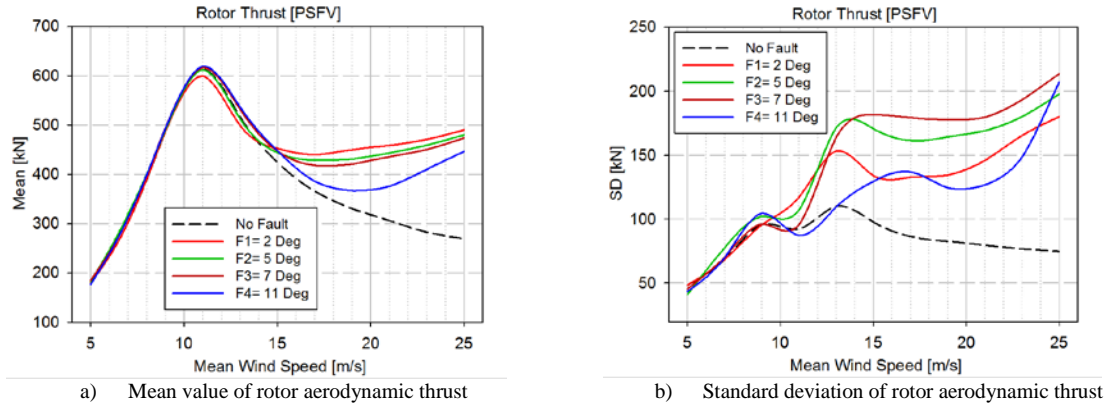 Rotor Thrust [PSFV]
700
600
500
400
300
200
100
Mean [kN]
No Fault
F1= 2 Deg
F2= 5 Deg
F3= 7 Deg
F4= 11 Deg
5 10 15 20 25
Mean Wind Speed [m/s]
a) Mean value of rotor aerodynamic thrust
Rotor Thrust [PSFV]
250
200
150
100
50
SD [kN]
No Fault
F1= 2 Deg
F2= 5 Deg
F3= 7 Deg
F4= 11 Deg
5 10 15 20 25
Mean Wind Speed [m/s]
b) Standard deviation of rotor aerodynamic thrust